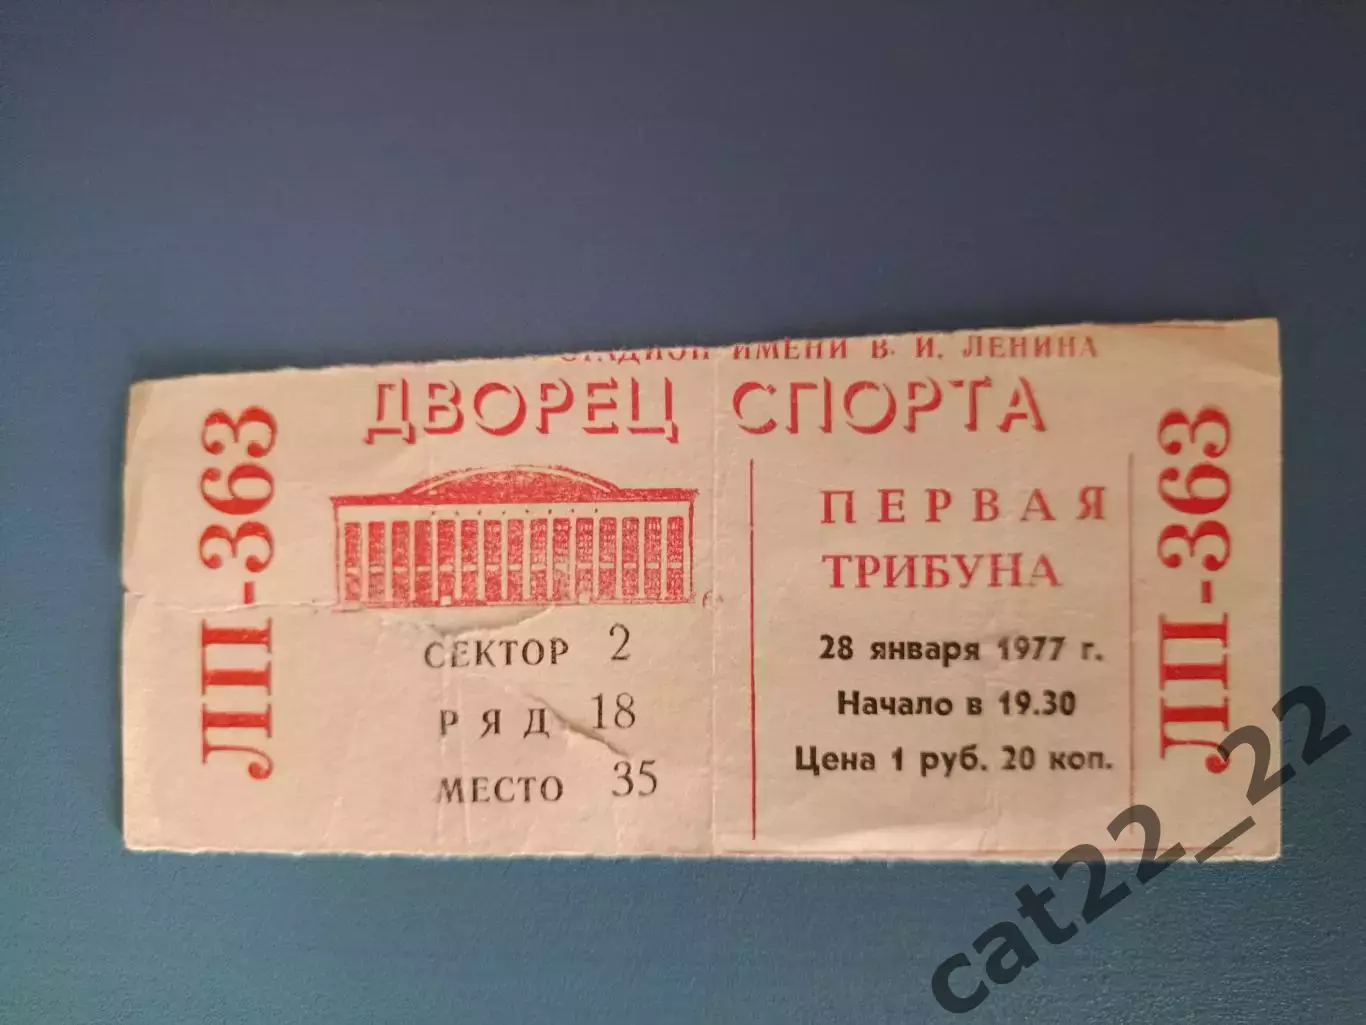 СТАДИОН ИМЕНИ В. И. ЛЕНИНА
ДВОРЕЦ СПОРТА
ЛП-363
ПЕРВАЯ
ТРИБУНА
СЕКТОР 2
РЯД 18
МЕСТО 35
28 января 1977 г.
Начало в 19.30
Цена 1 руб. 20 коп.
ЛП-363
cat22_22